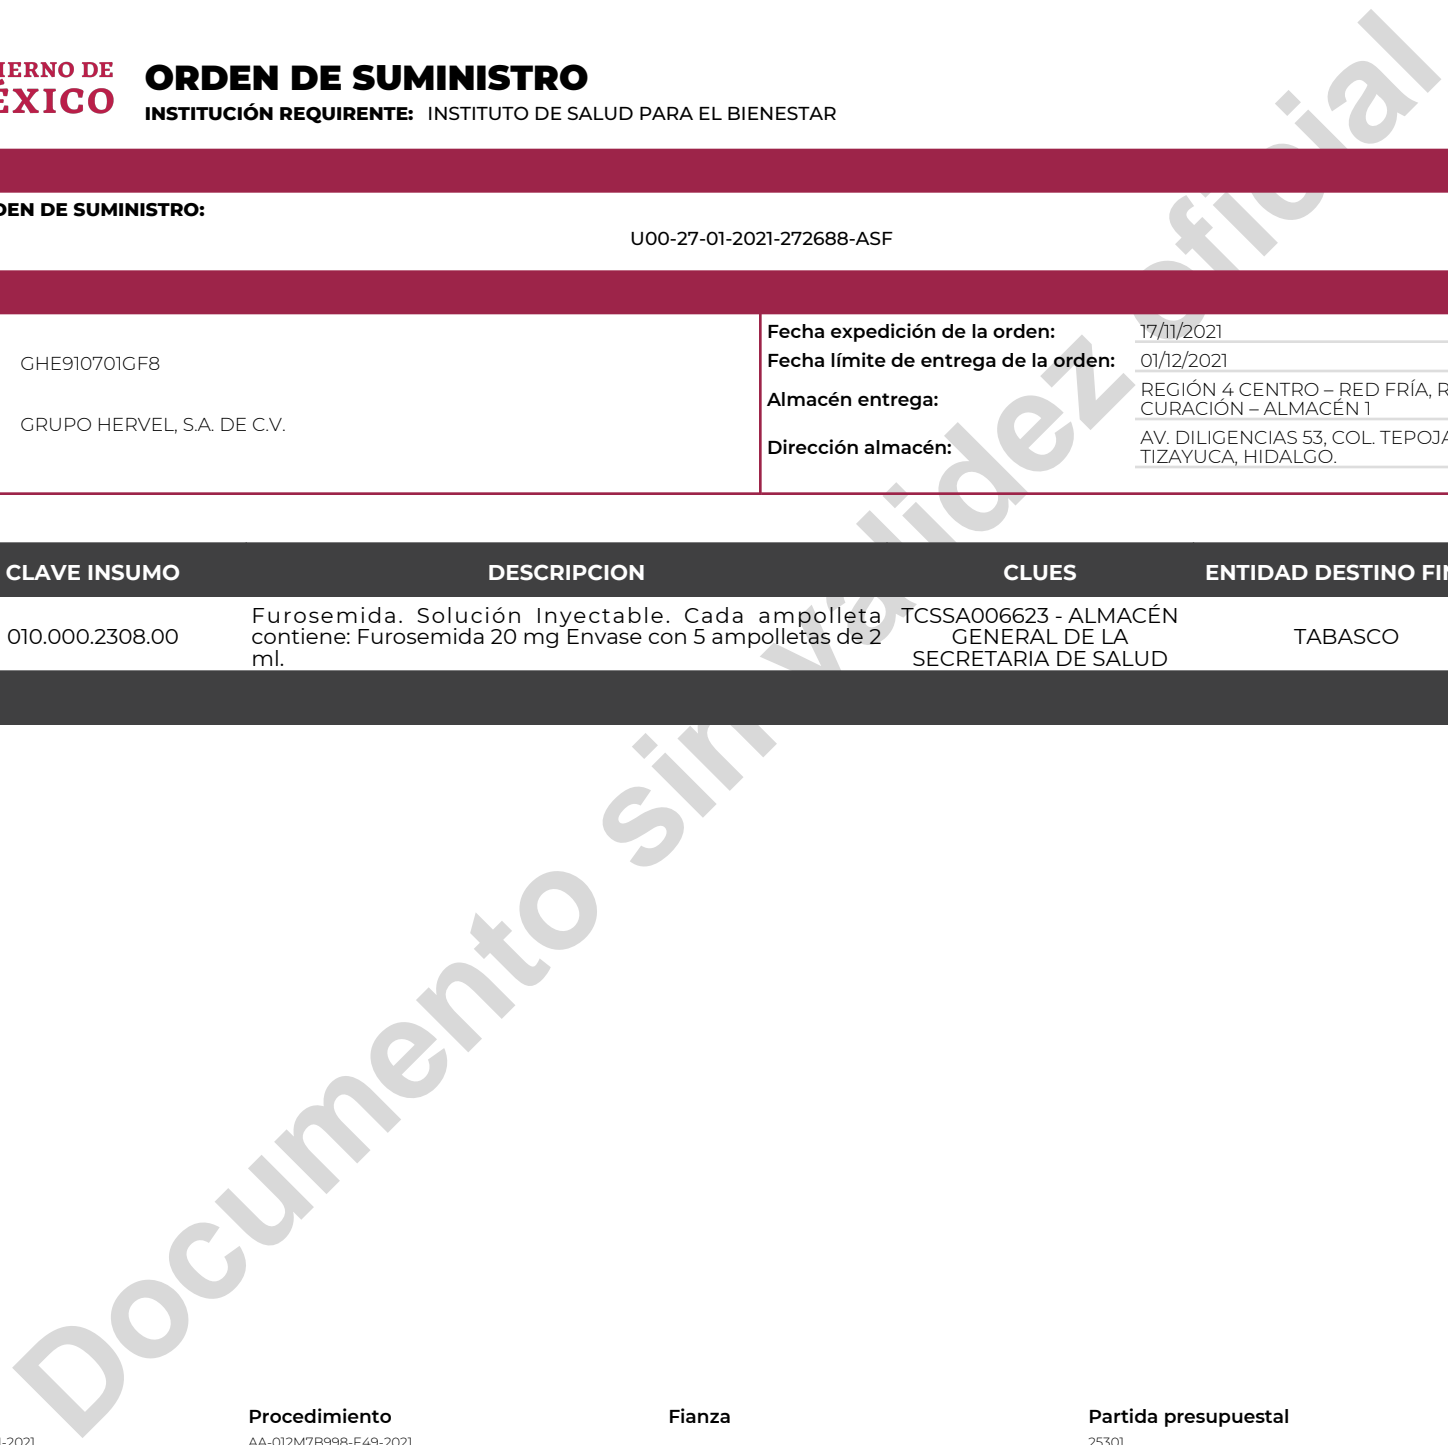 ORDEN DE SUMINISTRO
INSTITUCIÓN REQUIRENTE: INSTITUTO DE SALUD PARA EL BIENESTAR
DE SUMINISTRO:
U00-27-01-2021-272688-ASF
GHE910701GF8
GRUPO HERVEL, S.A. DE C.V.
Fecha expedición de la orden: 17/11/2021
Fecha límite de entrega de la orden: 01/12/2021
Almacén entrega: REGIÓN 4 CENTRO – RED FRÍA,
CURACIÓN – ALMACÉN 1
Dirección almacén: AV. DILIGENCIAS 53, COL.
TIZAYUCA, HIDALGO.
CLAVE INSUMO DESCRIPCION CLUES ENTIDAD DESTINO
010.000.2308.00
Furosemida. Solución Inyectable. Cada ampolleta
contiene: Furosemida 20 mg Envase con 5 ampolletas de 2
ml.
TCSSA006623 - ALMACÉN
GENERAL DE LA
SECRETARIA DE SALUD
TABASCO
Documento sin validez oficial
Procedimiento Fianza Partida presupuestal
DE